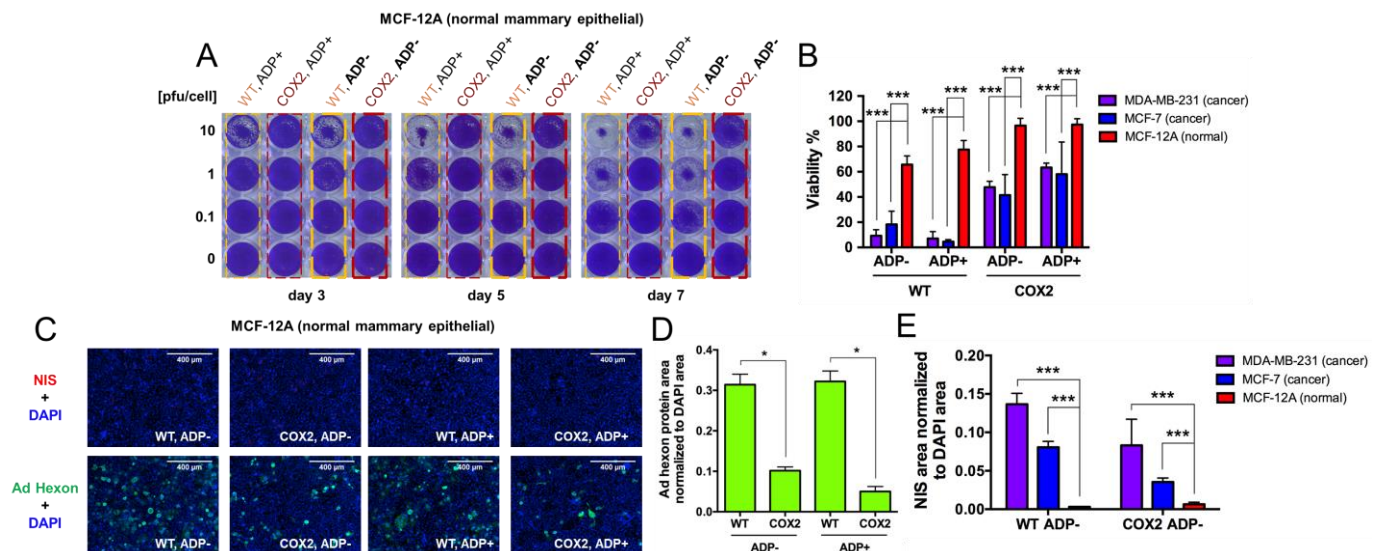 MCF-12A (normal mammary epithelial)
A
WT, ADP+
COX2, ADP+
WT, ADP-
COX2, ADP-
WT, ADP+
COX2, ADP+
WT, ADP-
COX2, ADP-
WT, ADP+
COX2, ADP+
WT, ADP-
COX2, ADP-
[pfu/cell]
10
1
0.1
0
day 3
day 5
day 7
B
Viability %
120
100
80
60
40
20
0
***
***
***
***
***
***
***
***
ADP-
ADP+
ADP-
ADP+
WT
COX2
MDA-MB-231 (cancer)
MCF-7 (cancer)
MCF-12A (normal)
C
MCF-12A (normal mammary epithelial)
NIS
+
DAPI
400 μm
400 μm
400 μm
400 μm
WT, ADP-
COX2, ADP-
WT, ADP+
COX2, ADP+
Ad Hexon
+
DAPI
400 μm
400 μm
400 μm
400 μm
WT, ADP-
COX2, ADP-
WT, ADP+
COX2, ADP+
D
Ad hexon protein area
normalized to DAPI area
0.4
0.3
0.2
0.1
0.0
*
*
WT
COX2
WT
COX2
ADP-
ADP+
E
NIS area normalized
to DAPI area
0.20
0.15
0.10
0.05
0.00
***
***
***
***
WT ADP-
COX2 ADP-
MDA-MB-231 (cancer)
MCF-7 (cancer)
MCF-12A (normal)